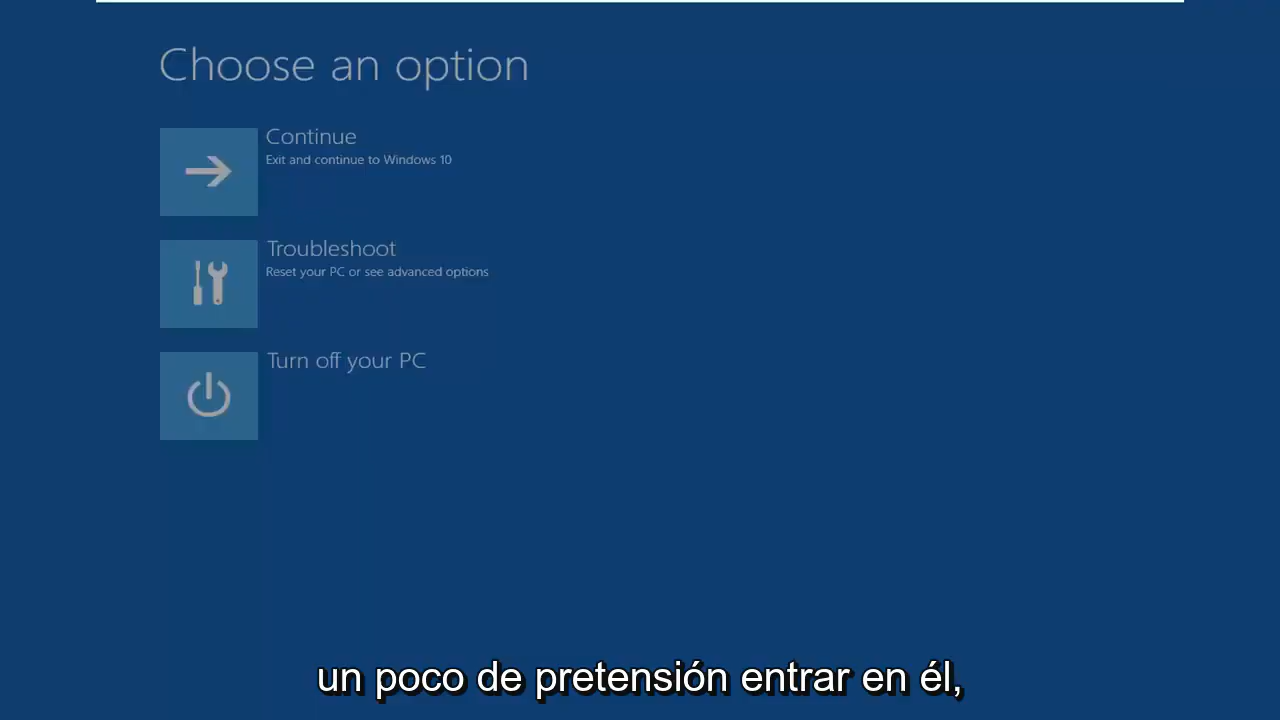 Choose an option
Continue
Exit and continue to Windows 10
Troubleshoot
Reset your PC or see advanced options
Turn off your PC
un poco de pretensión entrar en él,